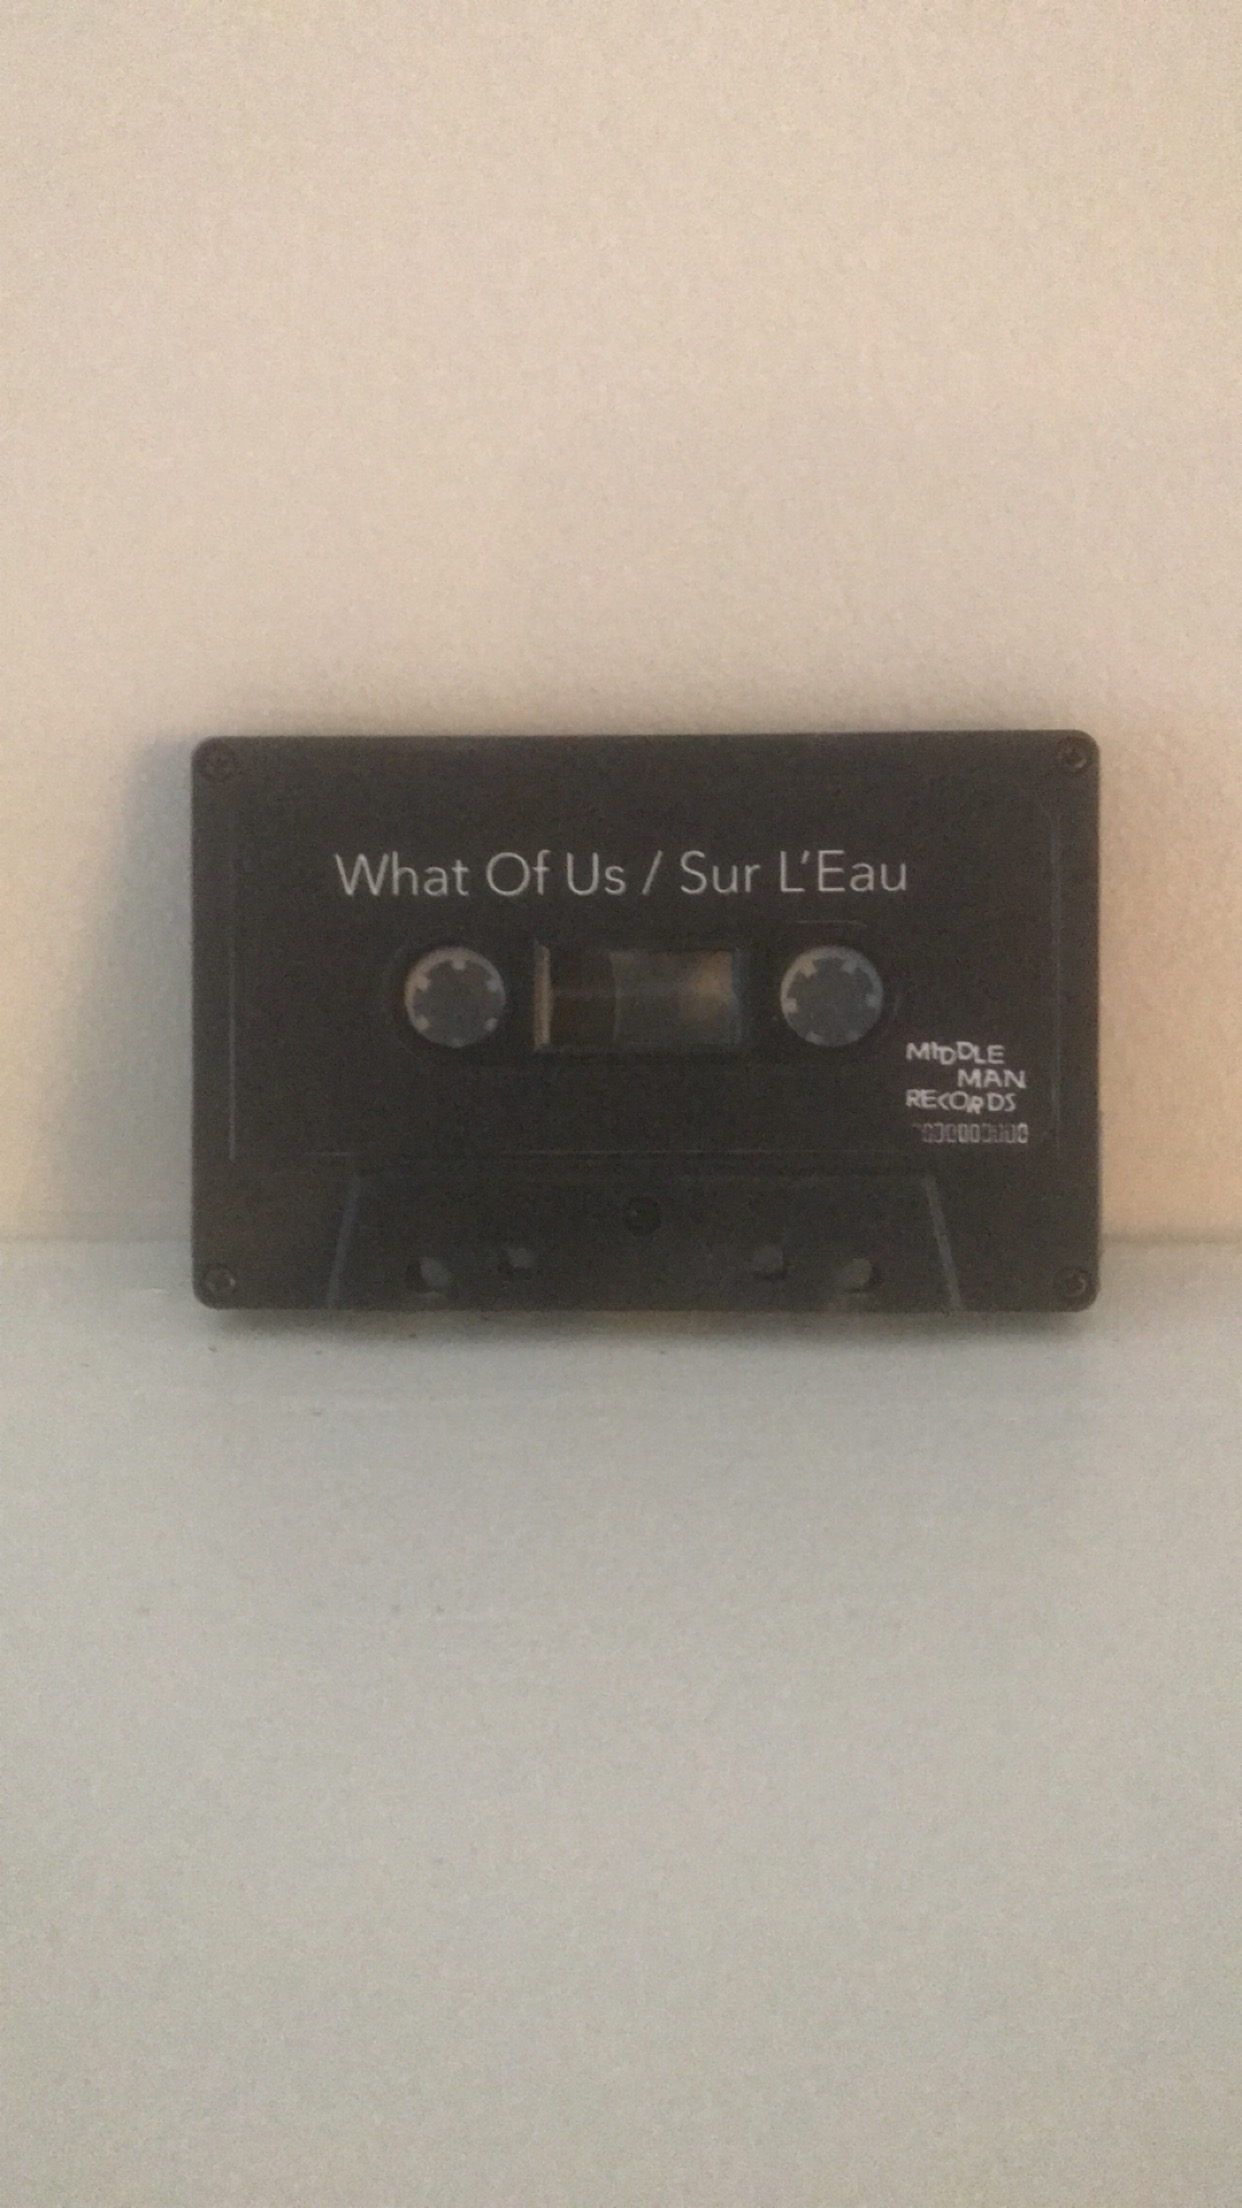 What Of Us / Sur L'Eau
MIDDLE
MAN
RECORDS